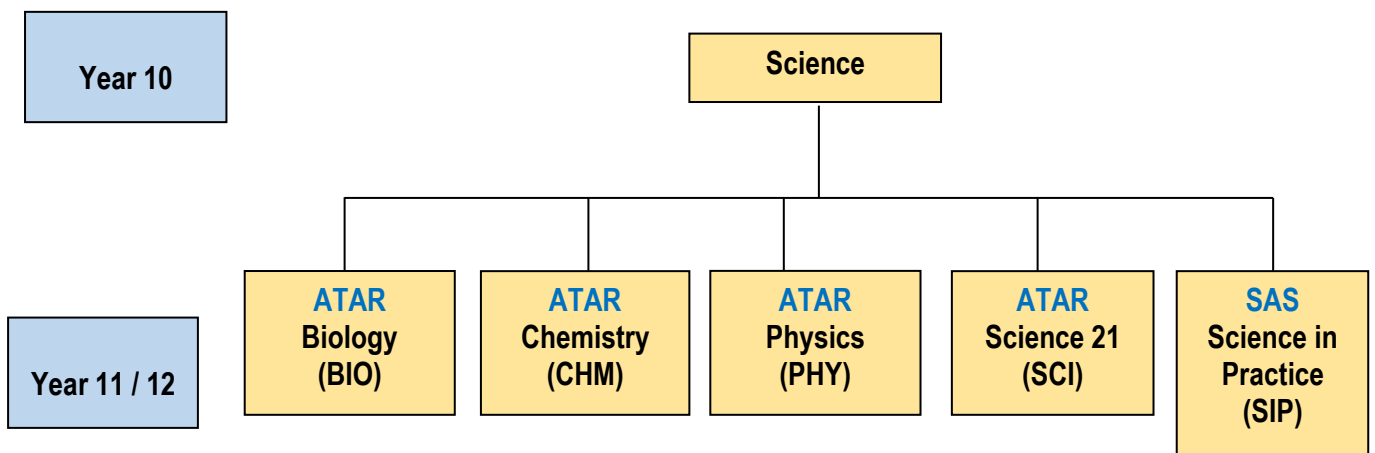 Year 10
Science
ATAR
Biology
(BIO)
ATAR
Chemistry
(CHM)
ATAR
Physics
(PHY)
ATAR
Science 21
(SCI)
SAS
Science in
Practice
(SIP)
Year 11 / 12